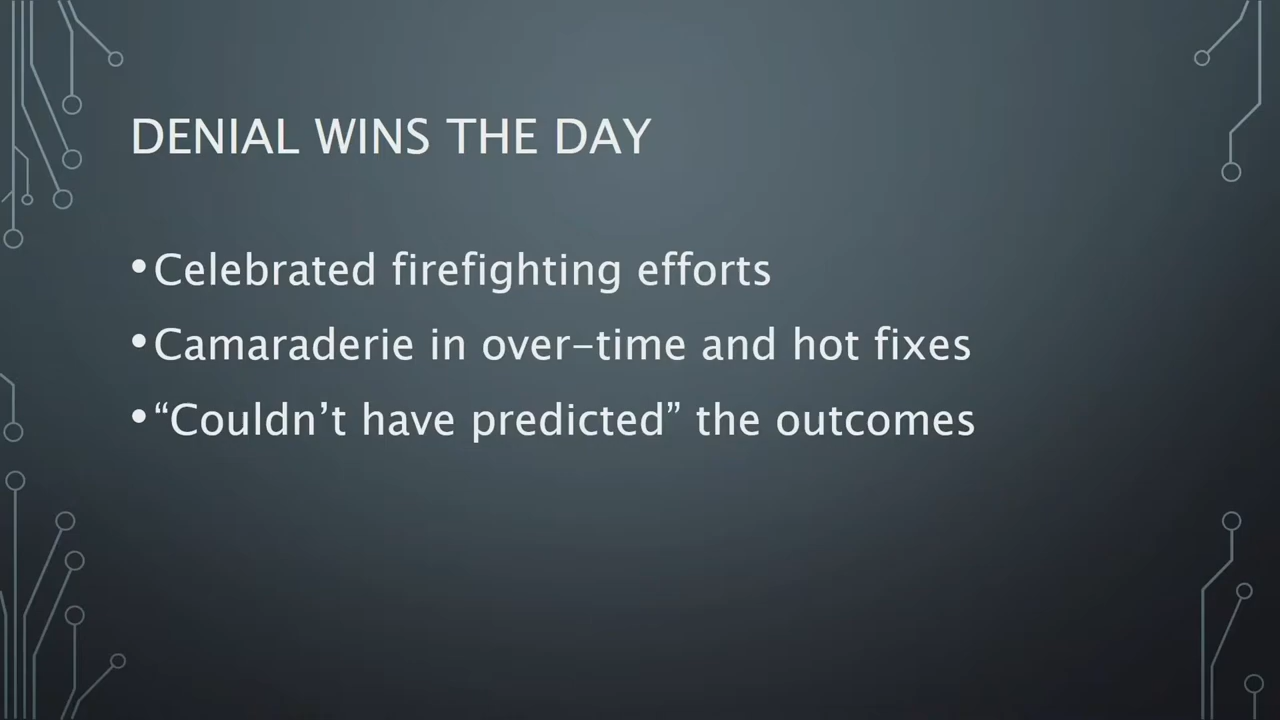 DENIAL WINS THE DAY
•Celebrated firefighting efforts
•Camaraderie in over-time and hot fixes
•“Couldn’t have predicted” the outcomes